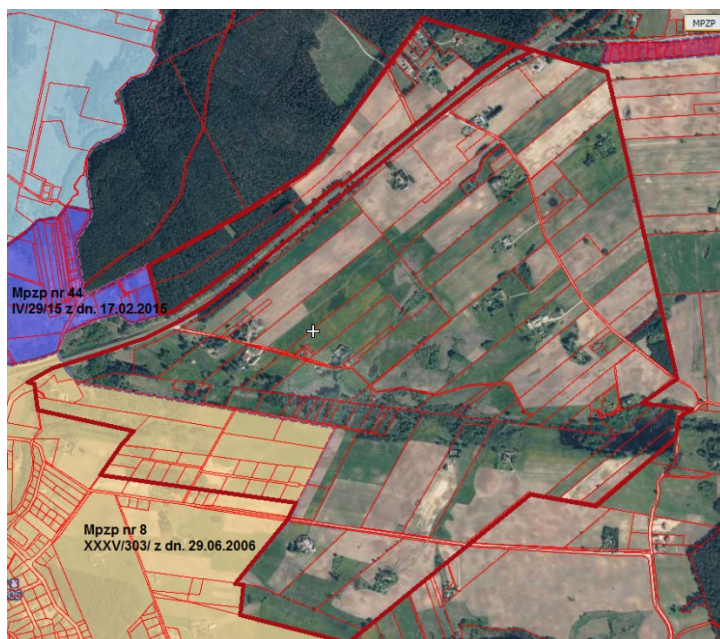 MPZP
Mpzp nr 44
IV/29/15 z dn. 17.02.2015
Mpzp nr 8
XXXV/303/ z dn. 29.06.2006